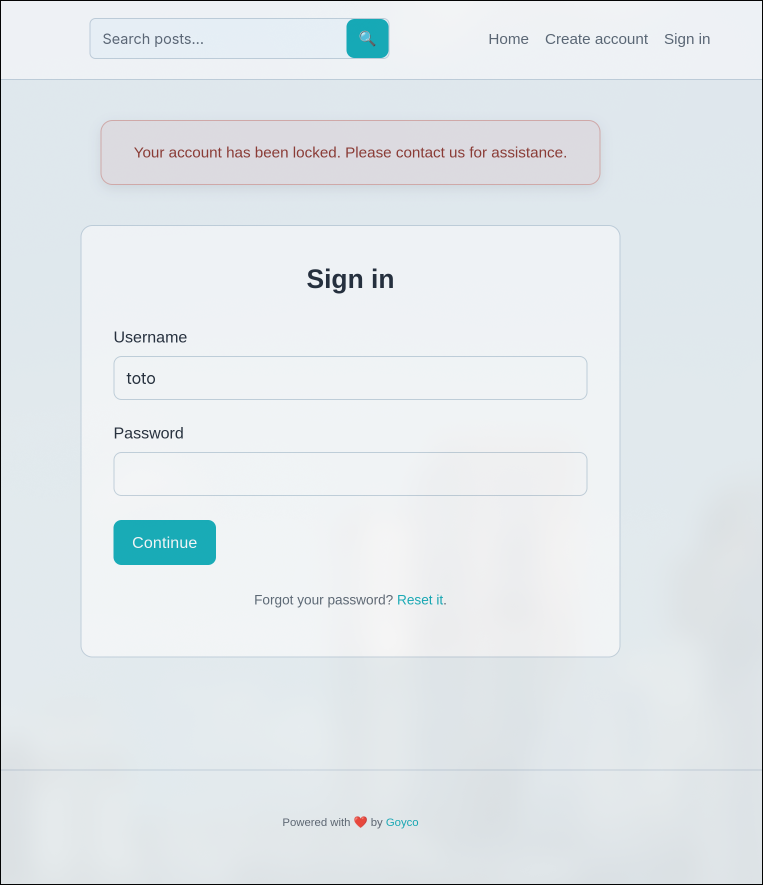 Search posts...
🔍
Home Create account Sign in
Your account has been locked. Please contact us for assistance.
Sign in
Username
toto
Password
Continue
Forgot your password? Reset it.
Powered with ❤️ by Goyco